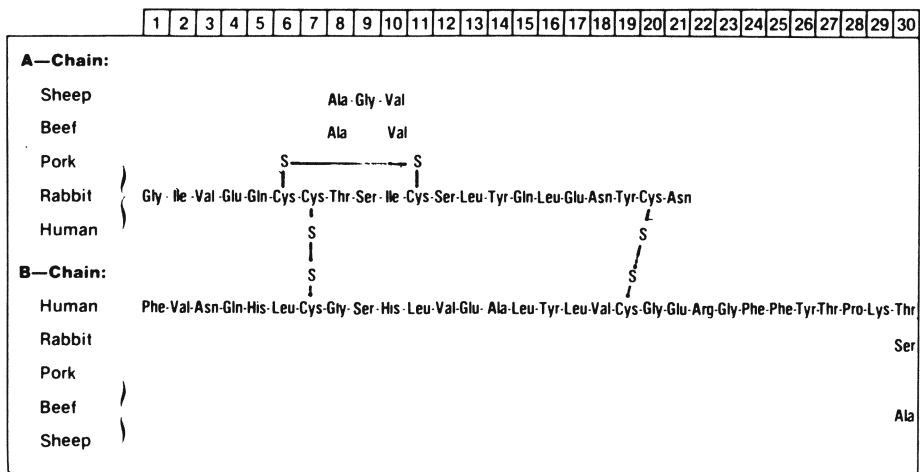 1 2 3 4 5 6 7 8 9 10 11 12 13 14 15 16 17 18 19 20 21 22 23 24 25 26 27 28 29 30
A—Chain:
Sheep Ala-Gly-Val
Beef Ala Val
Pork S S
Rabbit Gly-Ile-Val-Glu-Gln-Cys-Cys-Thr-Ser-Ile-Cys-Ser-Leu-Tyr-Gln-Leu-Glu-Asn-Tyr-Cys-Asn
Human S S
B—Chain: S S
Human Phe-Val-Asn-Gln-His-Leu-Cys-Gly-Ser-His-Leu-Val-Glu-Ala-Leu-Tyr-Leu-Val-Cys-Gly-Glu-Arg-Gly-Phe-Phe-Tyr-Thr-Pro-Lys-Thr
Rabbit Ser
Pork
Beef Ala
Sheep